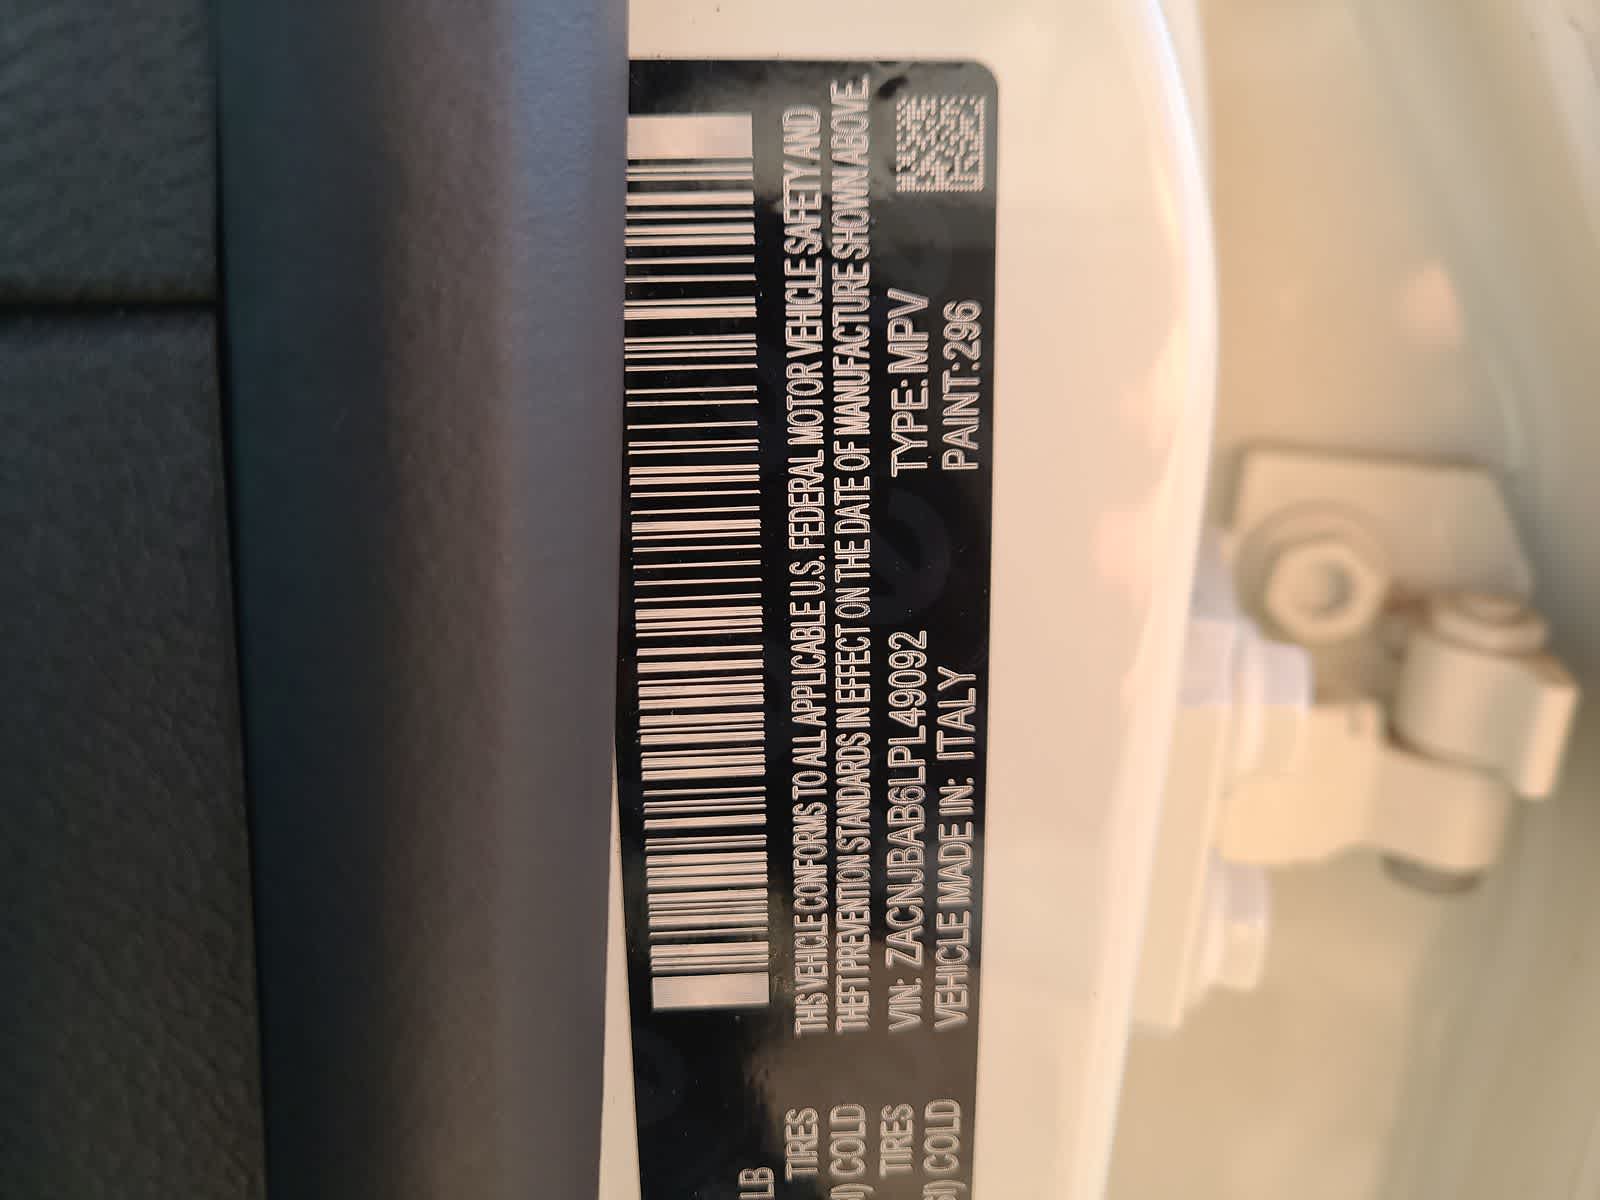 THIS VEHICLE CONFORMS TO ALL APPLICABLE U.S. FEDERAL MOTOR VEHICLE SAFETY AND
THEFT PREVENTION STANDARDS IN EFFECT ON THE DATE OF MANUFACTURE SHOWN ABOVE.
VIN: ZACNJBAB6LPL49092 TYPE: MPV
VEHICLE MADE IN: ITALY PAINT:296
LB
TIRES
COLD
TIRES
COLD